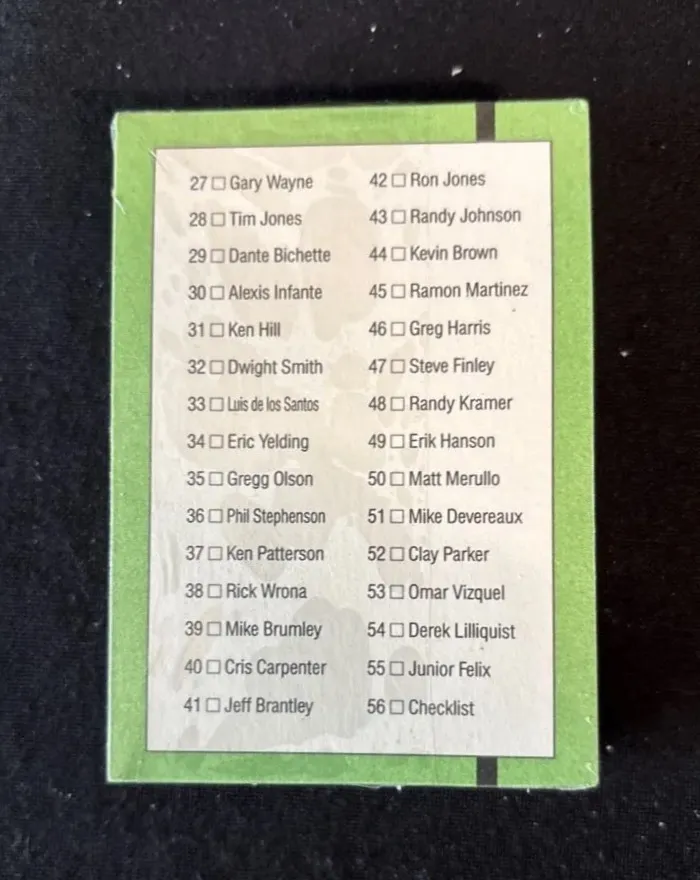 27 ☐ Gary Wayne
28 ☐ Tim Jones
29 ☐ Dante Bichette
30 ☐ Alexis Infante
31 ☐ Ken Hill
32 ☐ Dwight Smith
33 ☐ Luis de los Santos
34 ☐ Eric Yelding
35 ☐ Gregg Olson
36 ☐ Phil Stephenson
37 ☐ Ken Patterson
38 ☐ Rick Wrona
39 ☐ Mike Brumley
40 ☐ Cris Carpenter
41 ☐ Jeff Brantley
42 ☐ Ron Jones
43 ☐ Randy Johnson
44 ☐ Kevin Brown
45 ☐ Ramon Martinez
46 ☐ Greg Harris
47 ☐ Steve Finley
48 ☐ Randy Kramer
49 ☐ Erik Hanson
50 ☐ Matt Merullo
51 ☐ Mike Devereaux
52 ☐ Clay Parker
53 ☐ Omar Vizquel
54 ☐ Derek Lilliquist
55 ☐ Junior Felix
56 ☐ Checklist